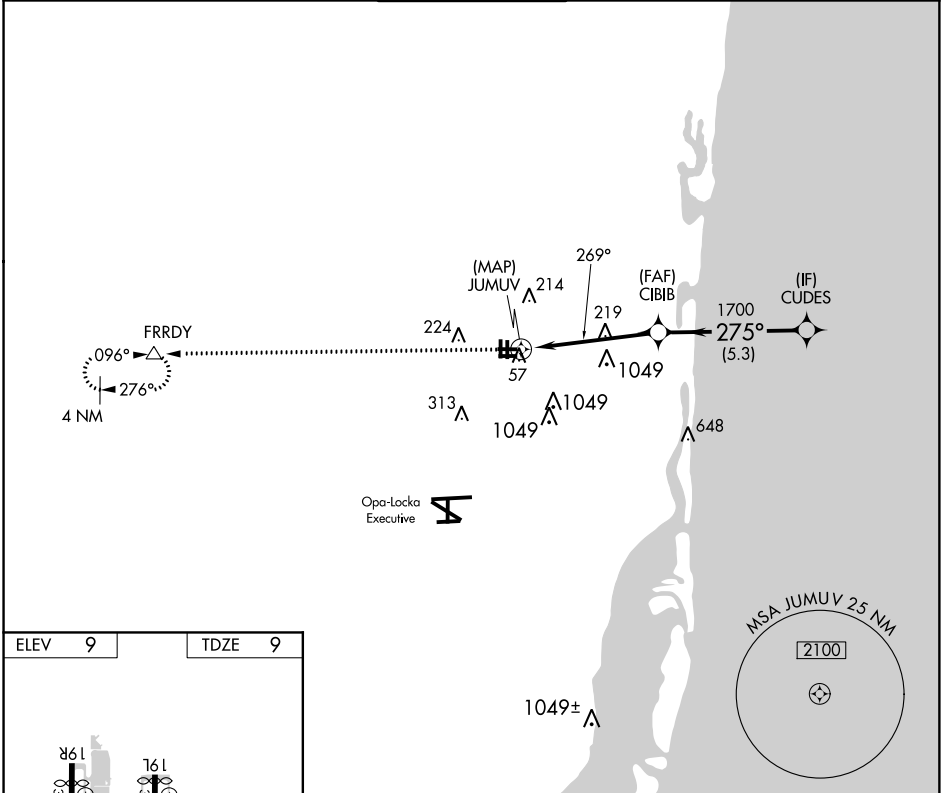 (MAP)
JUMUV
214
269°
(FAF)
CIBIB
(IF)
CUDES
1700
275°
(5.3)
219
224
FRRDY
096°
276°
4 NM
57
1049
313
1049
1049
648
Opa-Locka
Executive
MSA JUMUV 25 NM
2100
ELEV 9
TDZE 9
1049±
19R
19L